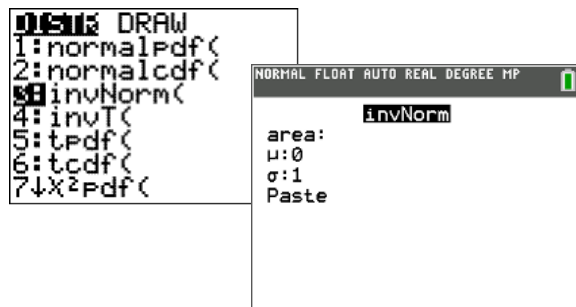 DISTR DRAW
1:normalpdf(
2:normalcdf(
3:invNorm(
4:invT(
5:tpdf(
6:tcdf(
7↓X²pdf(
NORMAL FLOAT AUTO REAL DEGREE MP
invNorm
area:
μ:0
σ:1
Paste